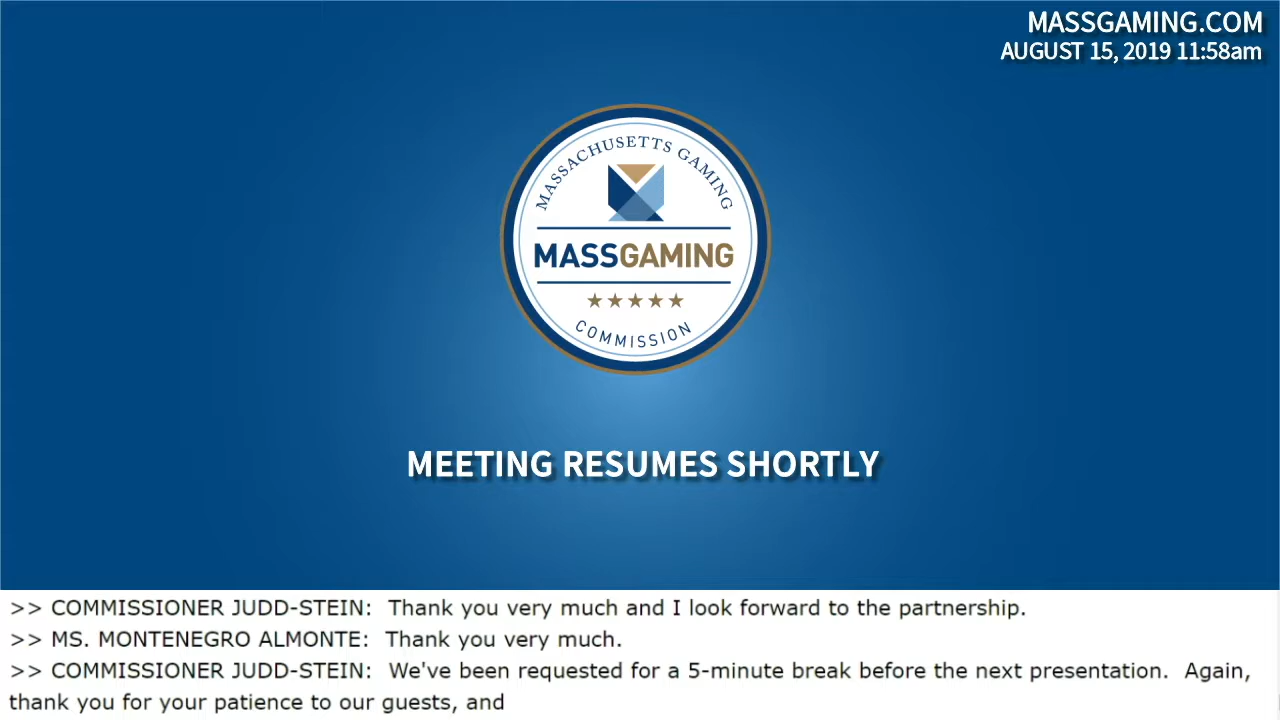 MASSGAMING.COM
AUGUST 15, 2019 11:58am
MASSACHUSETTS GAMING
MASSGAMING
COMMISSION
MEETING RESUMES SHORTLY
>> COMMISSIONER JUDD-STEIN:  Thank you very much and I look forward to the partnership.
>> MS. MONTENEGRO ALMONTE:  Thank you very much.
>> COMMISSIONER JUDD-STEIN:  We've been requested for a 5-minute break before the next presentation.  Again,
thank you for your patience to our guests, and